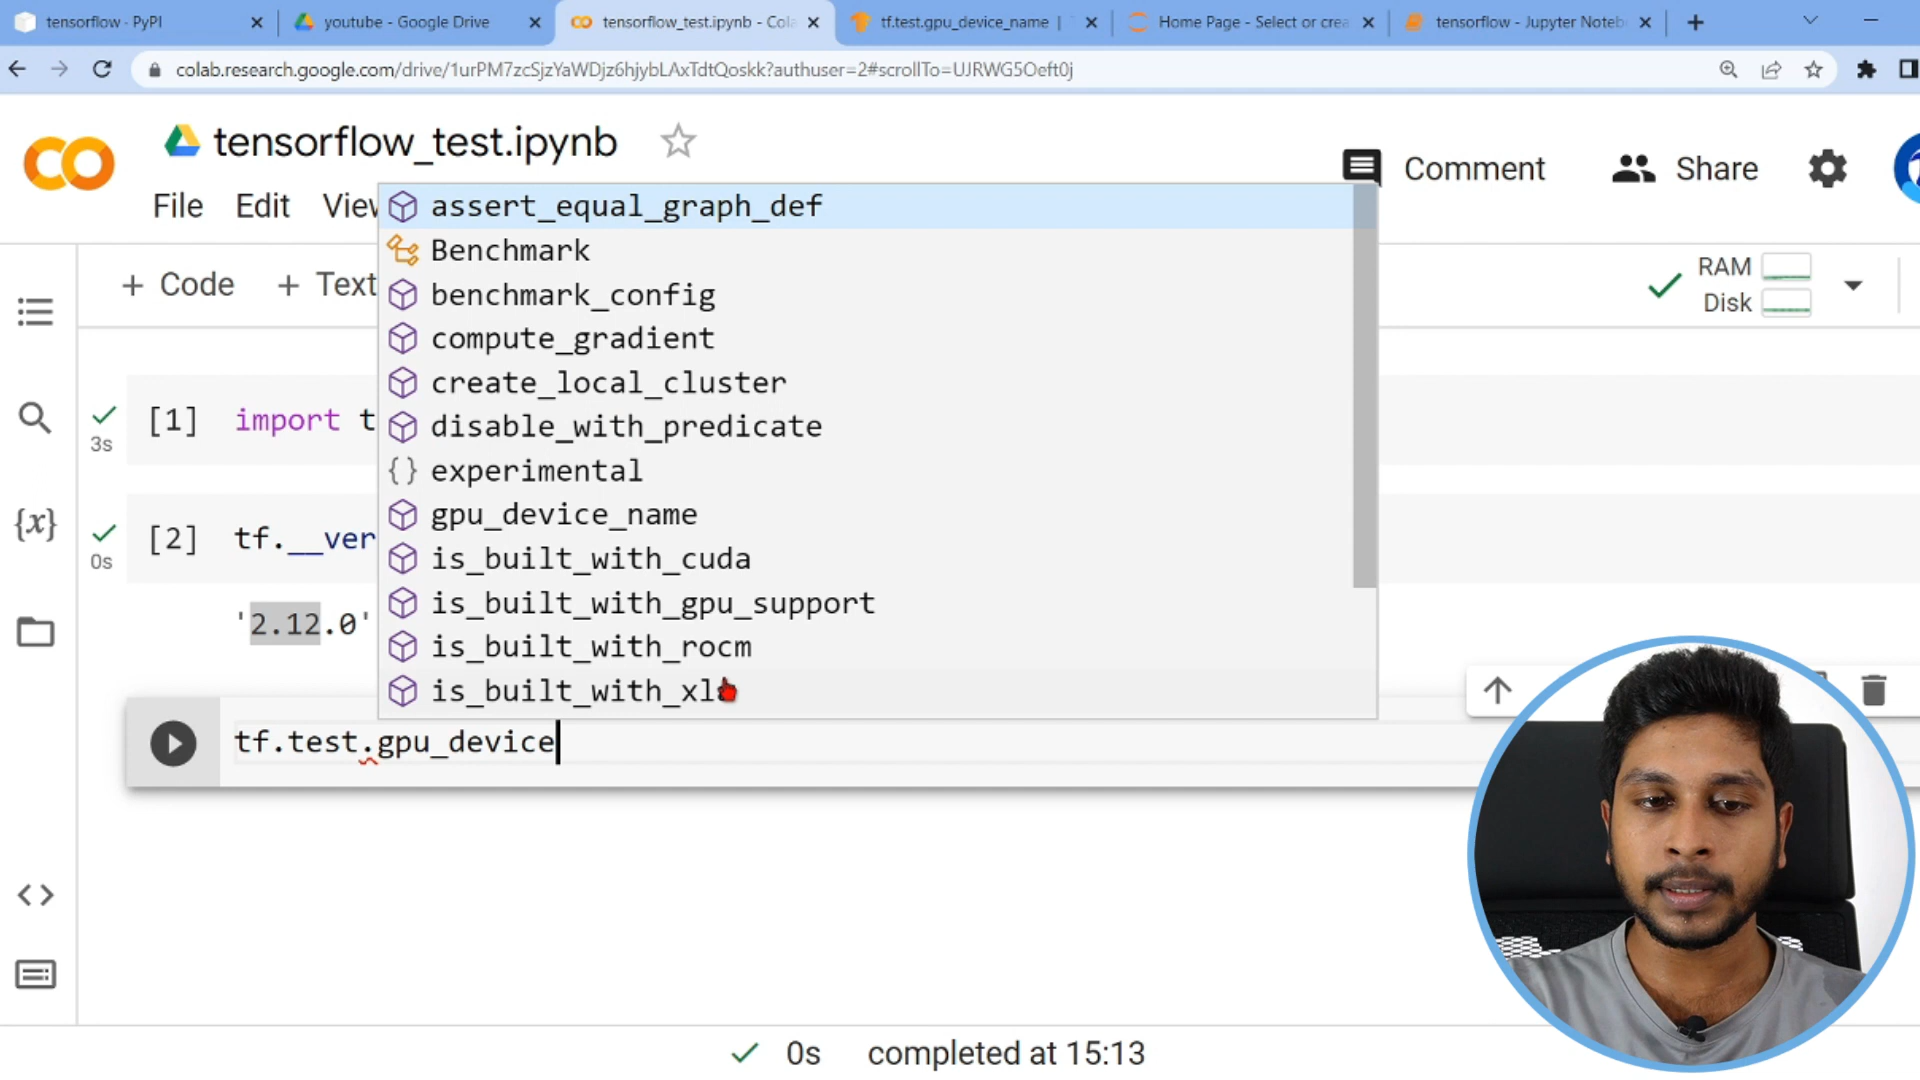 tensorflow · PyPI
youtube - Google Drive
tensorflow_test.ipynb - Cola
tf.test.gpu_device_name |
Home Page - Select or crea
tensorflow - Jupyter Noteb
colab.research.google.com/drive/1urPM7zcSjzYaWDjz6hjybLAxTdtQoskk?authuser=2#scrollTo=UJRWG5Oeft0j
CO
tensorflow_test.ipynb
Comment
Share
File Edit View
assert_equal_graph_def
Benchmark
benchmark_config
compute_gradient
create_local_cluster
disable_with_predicate
experimental
gpu_device_name
is_built_with_cuda
is_built_with_gpu_support
is_built_with_rocm
is_built_with_xl
+ Code + Text
RAM
Disk
3s [1] import t
{x}
0s [2] tf.__ver
'2.12.0'
tf.test.gpu_device
0s completed at 15:13